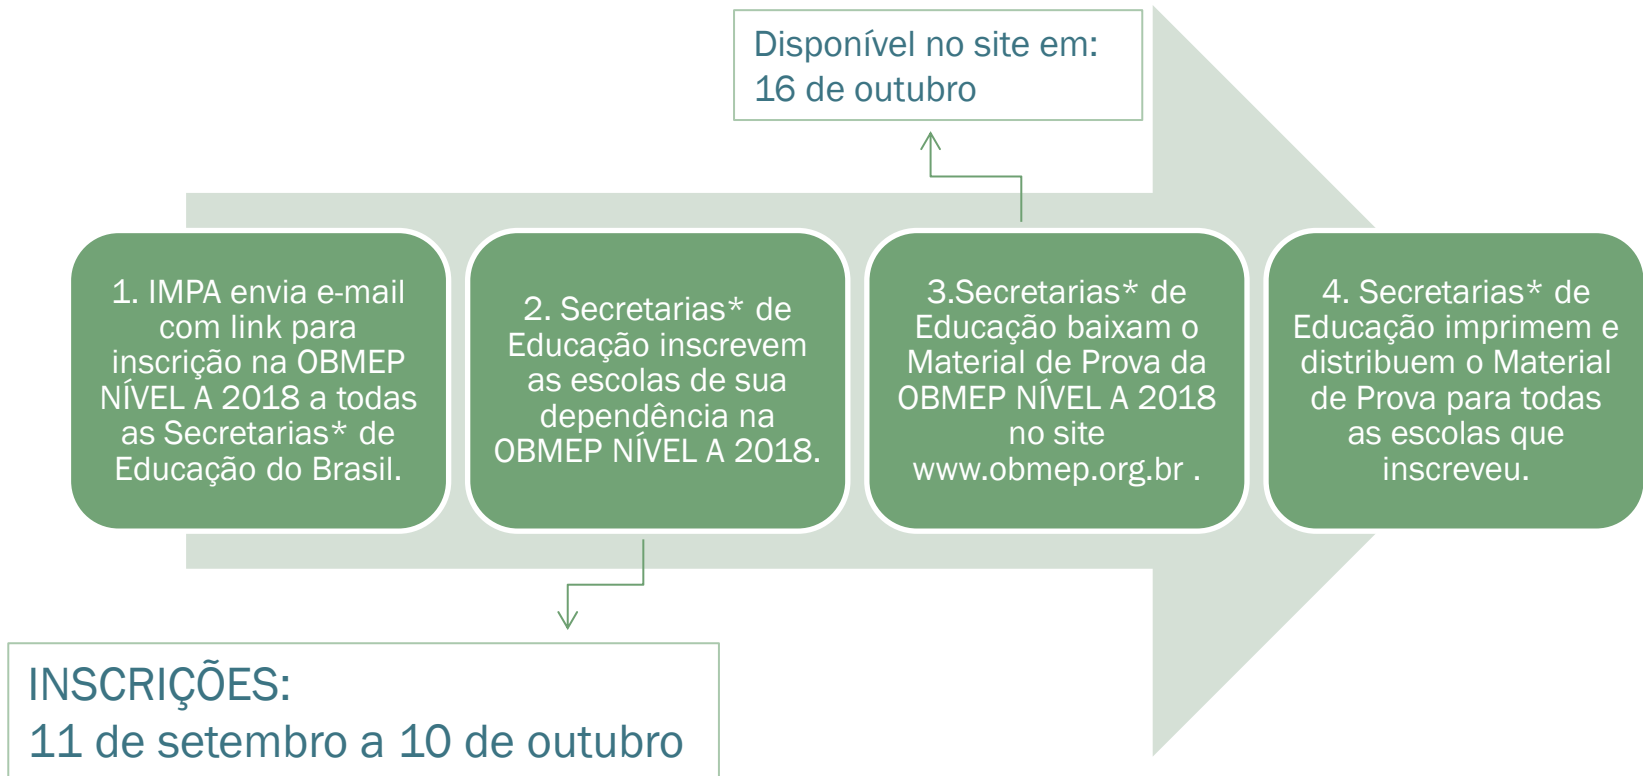 Disponível no site em:
16 de outubro
1. IMPA envia e-mail
com link para
inscrição na OBMEP
NÍVEL A 2018 a todas
as Secretarias* de
Educação do Brasil.
2. Secretarias* de
Educação inscrevem
as escolas de sua
dependência na
OBMEP NÍVEL A 2018.
3.Secretarias* de
Educação baixam o
Material de Prova da
OBMEP NÍVEL A 2018
no site
www.obmep.org.br .
4. Secretarias* de
Educação imprimem e
distribuem o Material
de Prova para todas
as escolas que
inscreveu.
INSCRIÇÕES:
11 de setembro a 10 de outubro